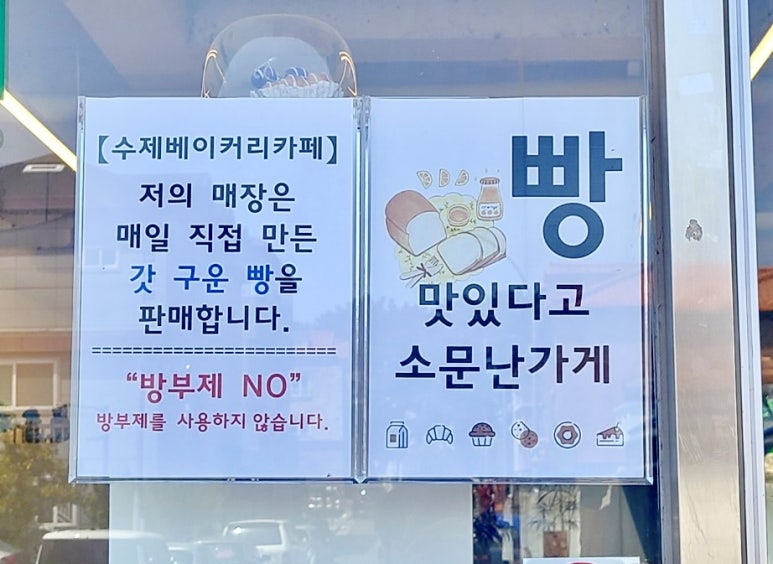 【수제베이커리카페】
저의 매장은
매일 직접 만든
갓 구운 빵을
판매합니다.
“방부제 NO”
방부제를 사용하지 않습니다.
빵
맛있다고
소문난가게